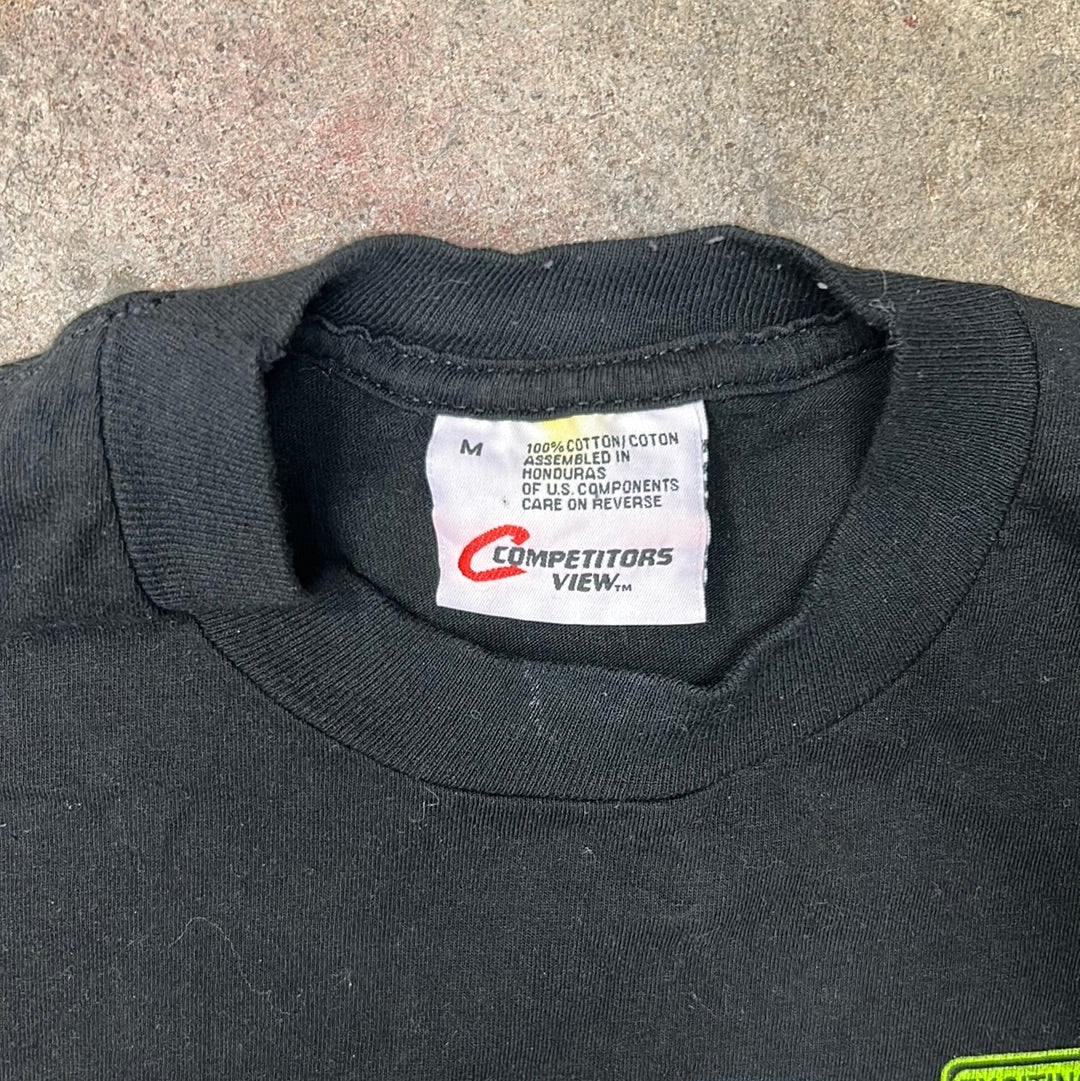 M
100% COTTON/COTON
ASSEMBLED IN
HONDURAS
OF U.S. COMPONENTS
CARE ON REVERSE
COMPETITORS
VIEW™